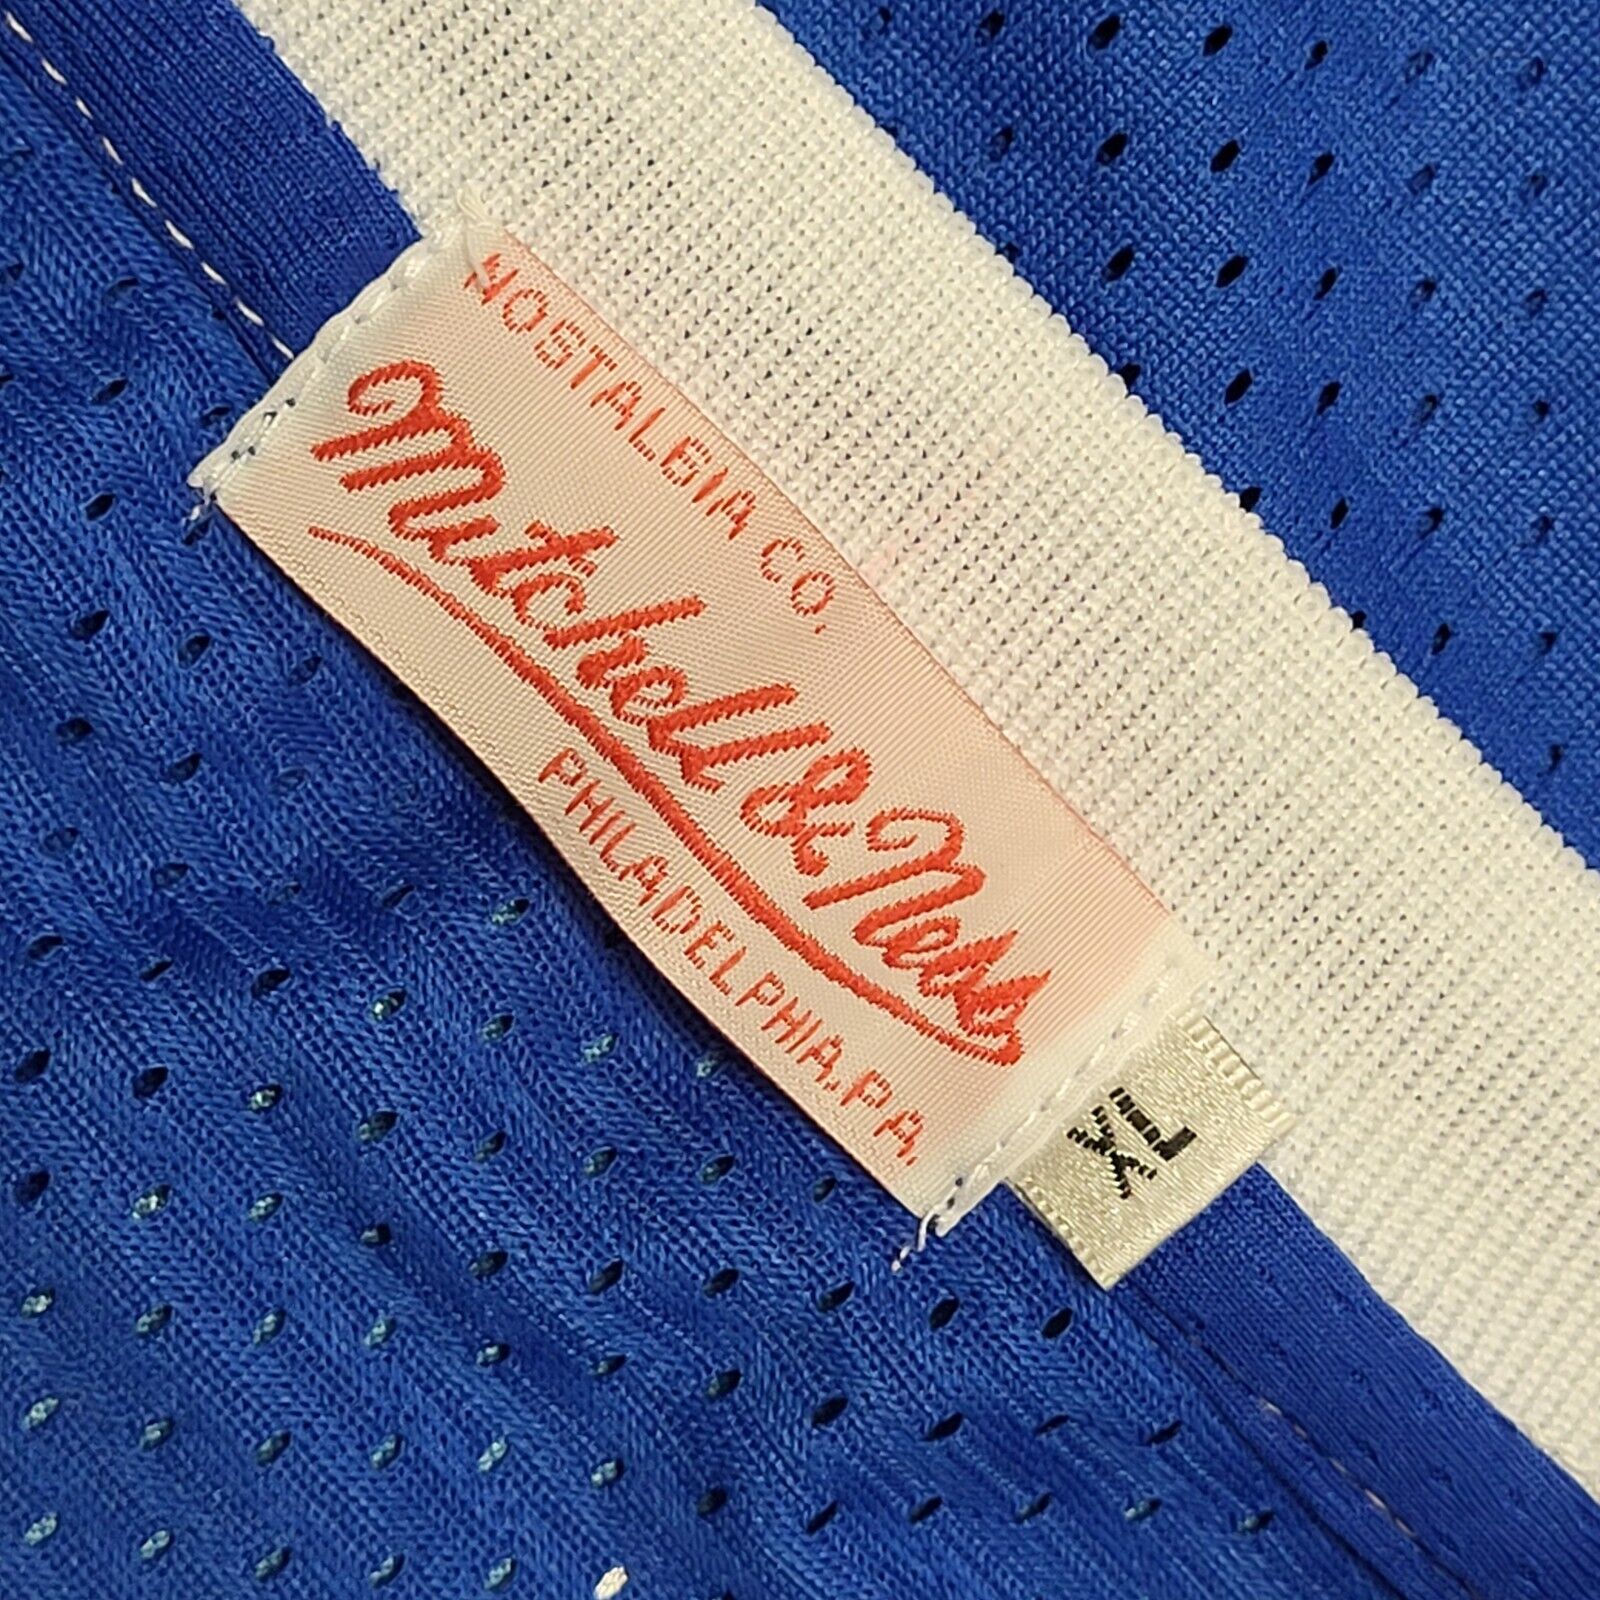 NOSTALGIA CO.
Mitchell & Ness
PHILADELPHIA, PA.
XL